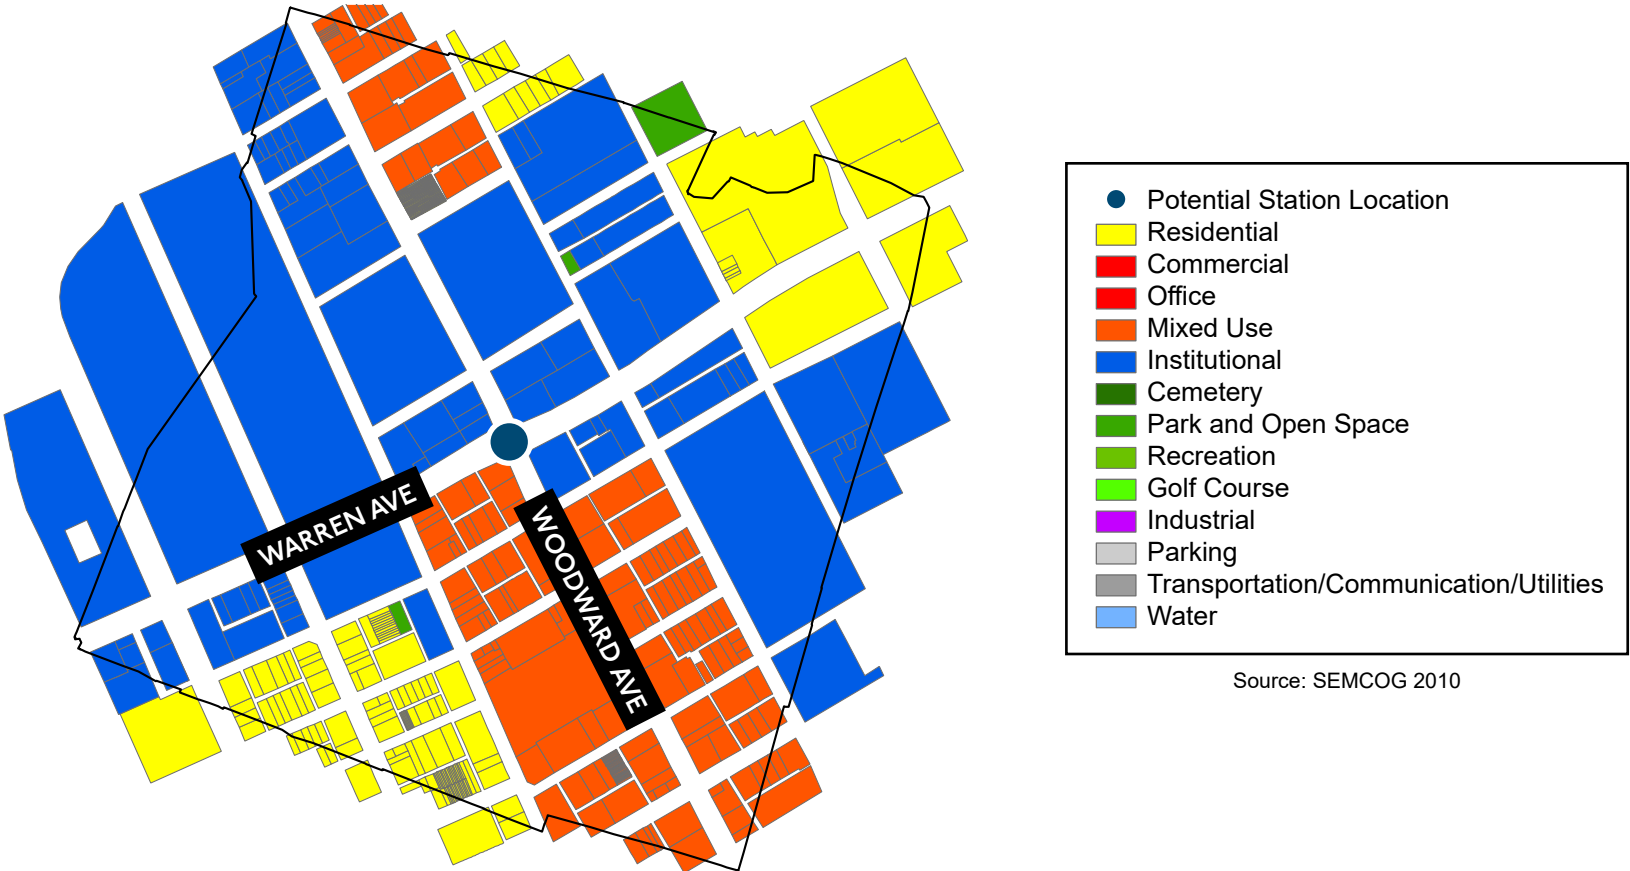 WARREN AVE
WOODWARD AVE
Potential Station Location
Residential
Commercial
Office
Mixed Use
Institutional
Cemetery
Park and Open Space
Recreation
Golf Course
Industrial
Parking
Transportation/Communication/Utilities
Water
Source: SEMCOG 2010